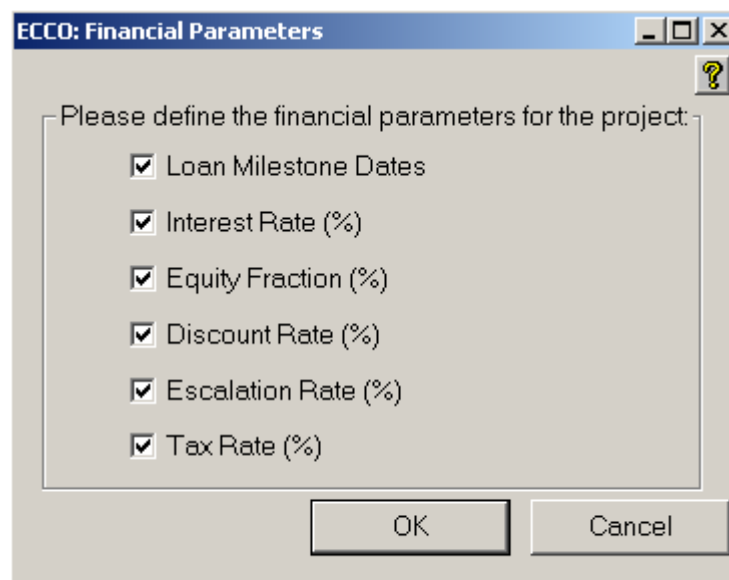 ECCO: Financial Parameters
?
Please define the financial parameters for the project:
Loan Milestone Dates
Interest Rate (%)
Equity Fraction (%)
Discount Rate (%)
Escalation Rate (%)
Tax Rate (%)
OK Cancel